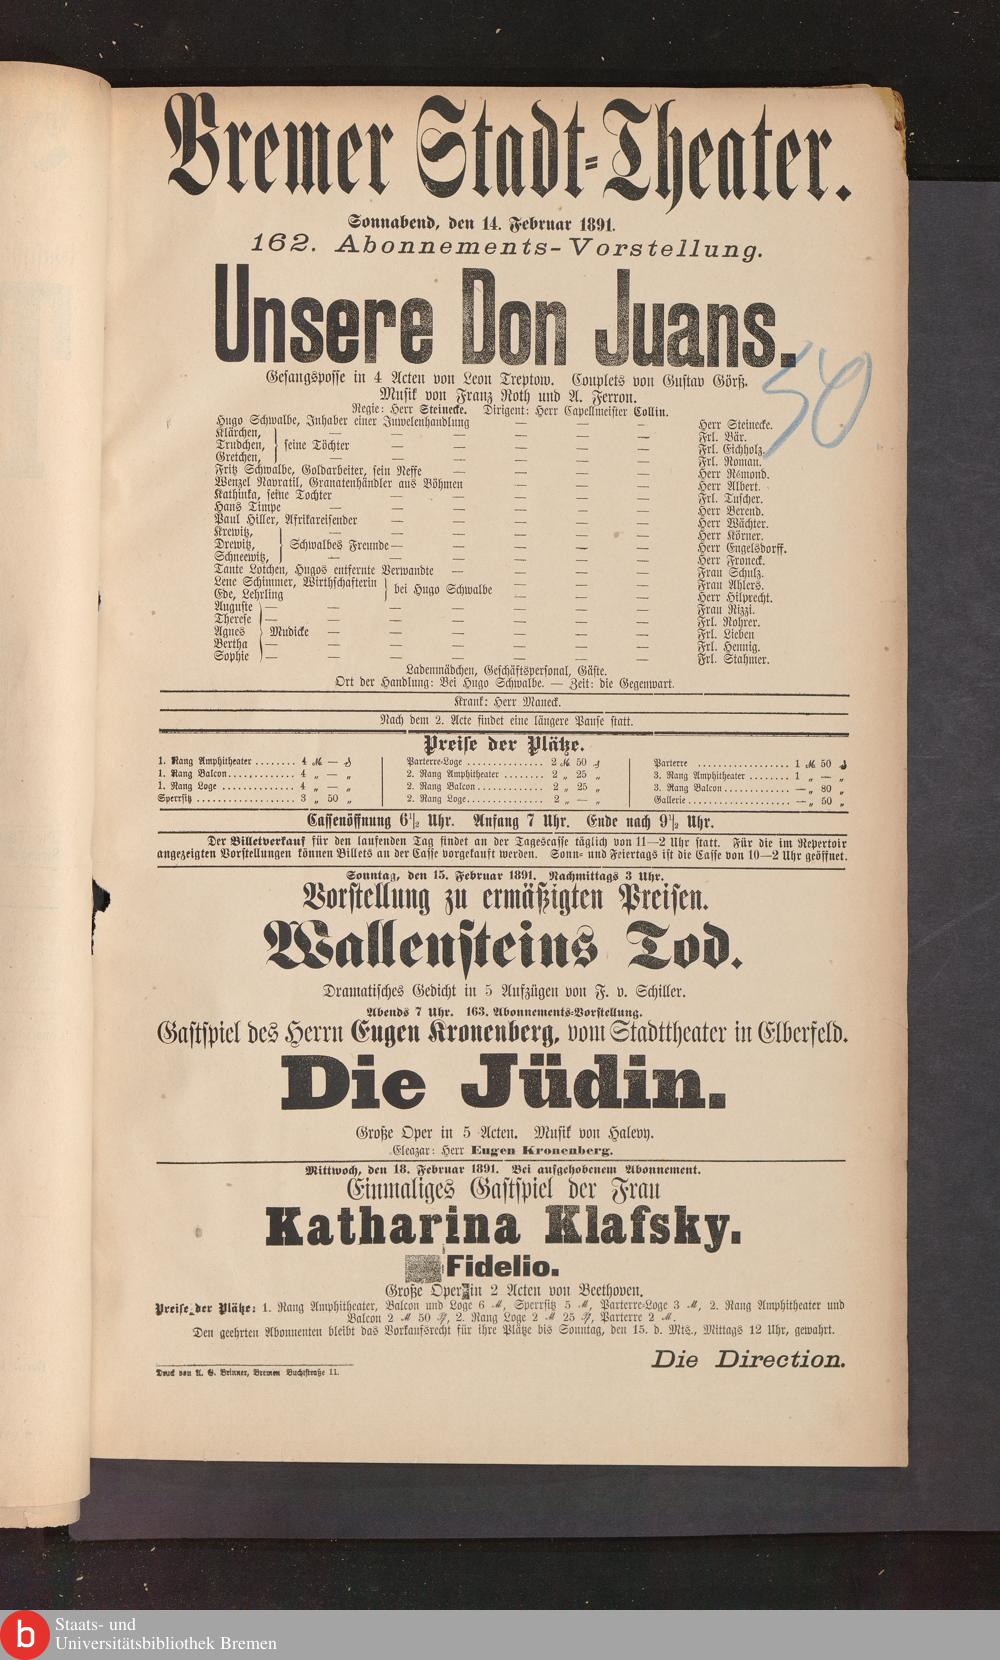 Bremer Stadt-Theater.
Sonnabend, den 14. Februar 1891.
162. Abonnements-Vorstellung.
Unsere Don Juans.
50
Gesangsposse in 4 Acten von Leon Treptow. Couplets von Gustav Görß.
Musik von Franz Roth und A. Ferron.
Regie: Herr Steinecke. Dirigent: Herr Capellmeister Collin.
Hugo Schwalbe, Inhaber einer Juwelenhandlung — — — Herr Steinecke.
Klärchen, — — — — — — Frl. Bär.
Trudchen, } seine Töchter — — — — — Frl. Eichholz.
Gretchen, — — — — — — Frl. Roman.
Fritz Schwalbe, Goldarbeiter, sein Neffe — — — — Herr Rémond.
Wenzel Navratil, Granatenhändler aus Böhmen — — — Herr Albert.
Kathinka, seine Tochter — — — — — Frl. Tuscher.
Hans Timpe — — — — — — Herr Berend.
Paul Hiller, Afrikareisender — — — — — Herr Wächter.
Krewitz, — — — — — Herr Körner.
Drewitz, } Schwalbes Freunde — — — — — Herr Engelsdorff.
Schneewitz, — — — — — Herr Froneck.
Tante Lotchen, Hugos entfernte Verwandte — — — — Frau Schulz.
Lene Schimmer, Wirthschafterin } bei Hugo Schwalbe — — — Frau Ahlers.
Ede, Lehrling — — — Herr Hilprecht.
Auguste — — — — — — — Frau Rizzi.
Therese — — — — — — — Frl. Rohrer.
Agnes } Mudicke — — — — — — Frl. Lieben
Bertha — — — — — — — Frl. Hennig.
Sophie — — — — — — — Frl. Stahmer.
Ladenmädchen, Geschäftspersonal, Gäste.
Ort der Handlung: Bei Hugo Schwalbe. — Zeit: die Gegenwart.
Krank: Herr Maneck.
Nach dem 2. Acte findet eine längere Pause statt.
Preise der Plätze.
1. Rang Amphitheater ........ 4 ℳ — ₰
1. Rang Balcon ............ 4 „ — „
1. Rang Loge ............. 4 „ — „
Sperrsitz .................. 3 „ 50 „
Parterre-Loge ............... 2 ℳ 50 ₰
2. Rang Amphitheater ........ 2 „ 25 „
2. Rang Balcon ............. 2 „ 25 „
2. Rang Loge ............... 2 „ — „
Parterre .................. 1 ℳ 50 ₰
3. Rang Amphitheater ........ 1 „ — „
3. Rang Balcon ............. — „ 80 „
Gallerie .................... — „ 50 „
Cassenöffnung 6½ Uhr. Anfang 7 Uhr. Ende nach 9½ Uhr.
Der Billetverkauf für den laufenden Tag findet an der Tagescasse täglich von 11—2 Uhr statt. Für die im Repertoir
angezeigten Vorstellungen können Billets an der Casse vorgekauft werden. Sonn- und Feiertags ist die Casse von 10—2 Uhr geöffnet.
Sonntag, den 15. Februar 1891. Nachmittags 3 Uhr.
Vorstellung zu ermäßigten Preisen.
Wallensteins Tod.
Dramatisches Gedicht in 5 Aufzügen von F. v. Schiller.
Abends 7 Uhr. 163. Abonnements-Vorstellung.
Gastspiel des Herrn Eugen Kronenberg, vom Stadttheater in Elberfeld.
Die Jüdin.
Große Oper in 5 Acten. Musik von Halevy.
Eleazar: Herr Eugen Kronenberg.
Mittwoch, den 18. Februar 1891. Bei aufgehobenem Abonnement.
Einmaliges Gastspiel der Frau
Katharina Klafsky.
Fidelio.
Große Oper in 2 Acten von Beethoven.
Preise der Plätze: 1. Rang Amphitheater, Balcon und Loge 6 ℳ, Sperrsitz 5 ℳ, Parterre-Loge 3 ℳ, 2. Rang Amphitheater und
Balcon 2 ℳ 50 ₰, 2. Rang Loge 2 ℳ 25 ₰, Parterre 2 ℳ.
Den geehrten Abonnenten bleibt das Vorkaufsrecht für ihre Plätze bis Sonntag, den 15. d. Mts., Mittags 12 Uhr, gewahrt.
Die Direction.
Druck von A. G. Brinner, Bremen Buchtstraße 11.
b Staats- und
Universitätsbibliothek Bremen